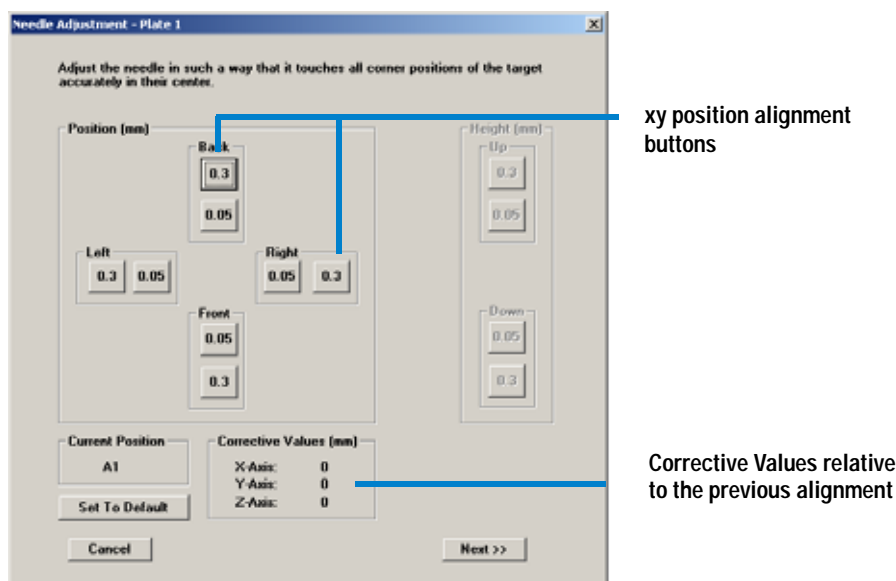 Needle Adjustment - Plate 1
Adjust the needle in such a way that it touches all corner positions of the target
accurately in their center.
xy position alignment
buttons
Position (mm)
Back
0.3
0.05
Left
0.3 0.05
Right
0.05 0.3
Front
0.05
0.3
Height (mm)
Up
0.3
0.05
Down
0.05
0.3
Current Position
A1
Set To Default
Corrective Values (mm)
X-Axis: 0
Y-Axis: 0
Z-Axis: 0
Corrective Values relative
to the previous alignment
Cancel
Next >>